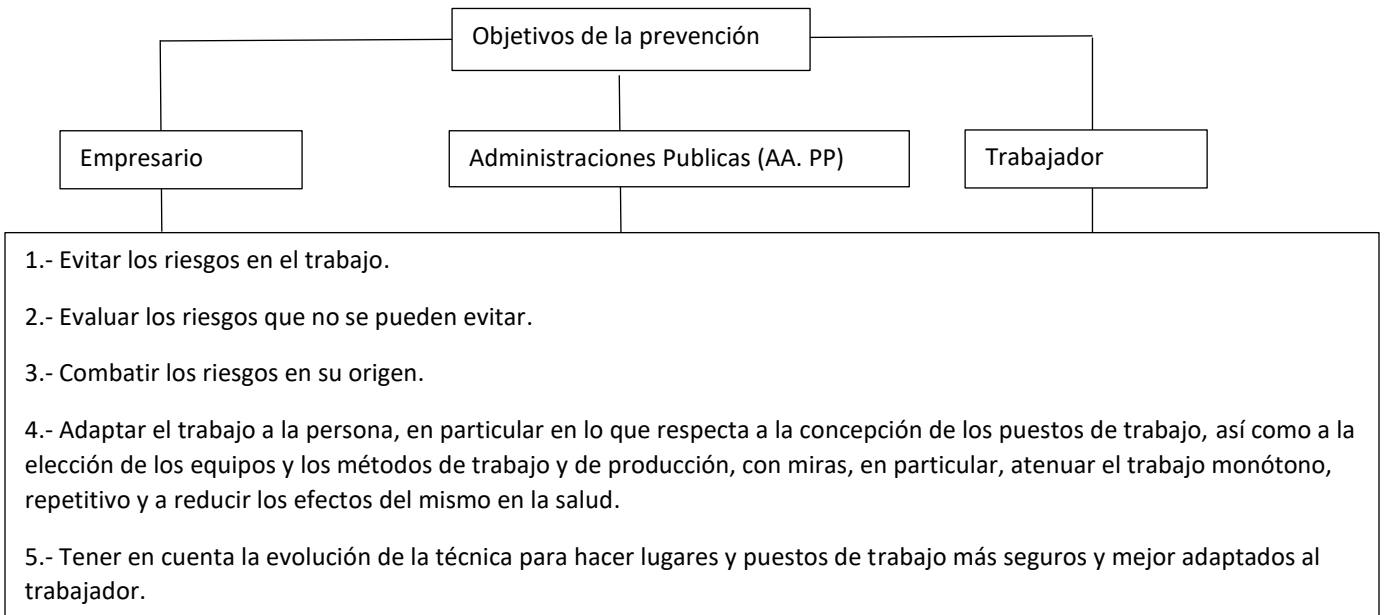 Objetivos de la prevención
Empresario
Administraciones Publicas (AA. PP)
Trabajador
1.- Evitar los riesgos en el trabajo.
2.- Evaluar los riesgos que no se pueden evitar.
3.- Combatir los riesgos en su origen.
4.- Adaptar el trabajo a la persona, en particular en lo que respecta a la concepción de los puestos de trabajo, así como a la
elección de los equipos y los métodos de trabajo y de producción, con miras, en particular, atenuar el trabajo monótono,
repetitivo y a reducir los efectos del mismo en la salud.
5.- Tener en cuenta la evolución de la técnica para hacer lugares y puestos de trabajo más seguros y mejor adaptados al
trabajador.